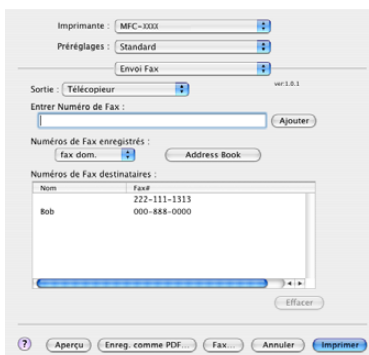 Imprimante : MFC-XXXX
Préréglages : Standard
Envoi Fax
Sortie : Télécopieur
ver:1.0.1
Entrer Numéro de Fax :
Ajouter
Numéros de Fax enregistrés :
fax dom. Address Book
Numéros de Fax destinataires :
Nom Fax#
222-111-1313
Bob 000-888-0000
Effacer
? Aperçu Enreg. comme PDF... Fax... Annuler Imprimer